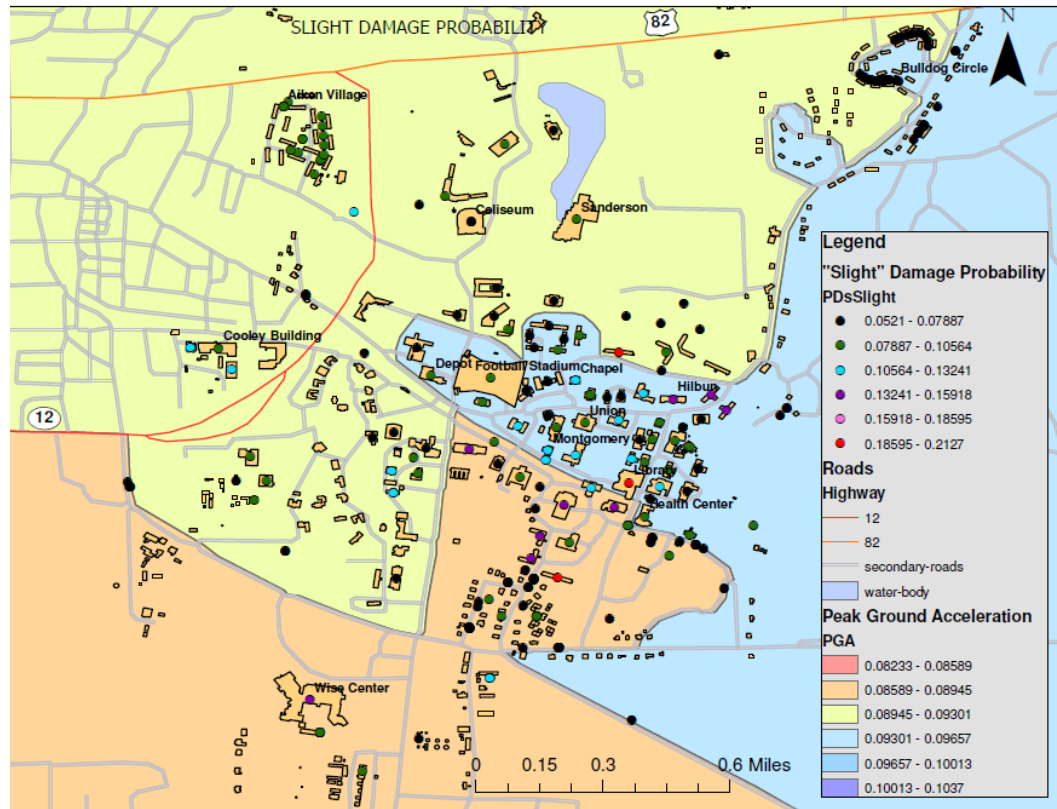 SLIGHT DAMAGE PROBABILITY
82
N
Bulldog Circle
Aiken Village
Coliseum
Sanderson
Cooley Building
Depot
Football Stadium
Chapel
Hilbun
Union
12
Montgomery
Library
Health Center
Wise Center
0 0.15 0.3 0.6 Miles
Legend
"Slight" Damage Probability
PDsSlight
0.0521 - 0.07887
0.07887 - 0.10564
0.10564 - 0.13241
0.13241 - 0.15918
0.15918 - 0.18595
0.18595 - 0.2127
Roads
Highway
12
82
secondary-roads
water-body
Peak Ground Acceleration
PGA
0.08233 - 0.08589
0.08589 - 0.08945
0.08945 - 0.09301
0.09301 - 0.09657
0.09657 - 0.10013
0.10013 - 0.1037